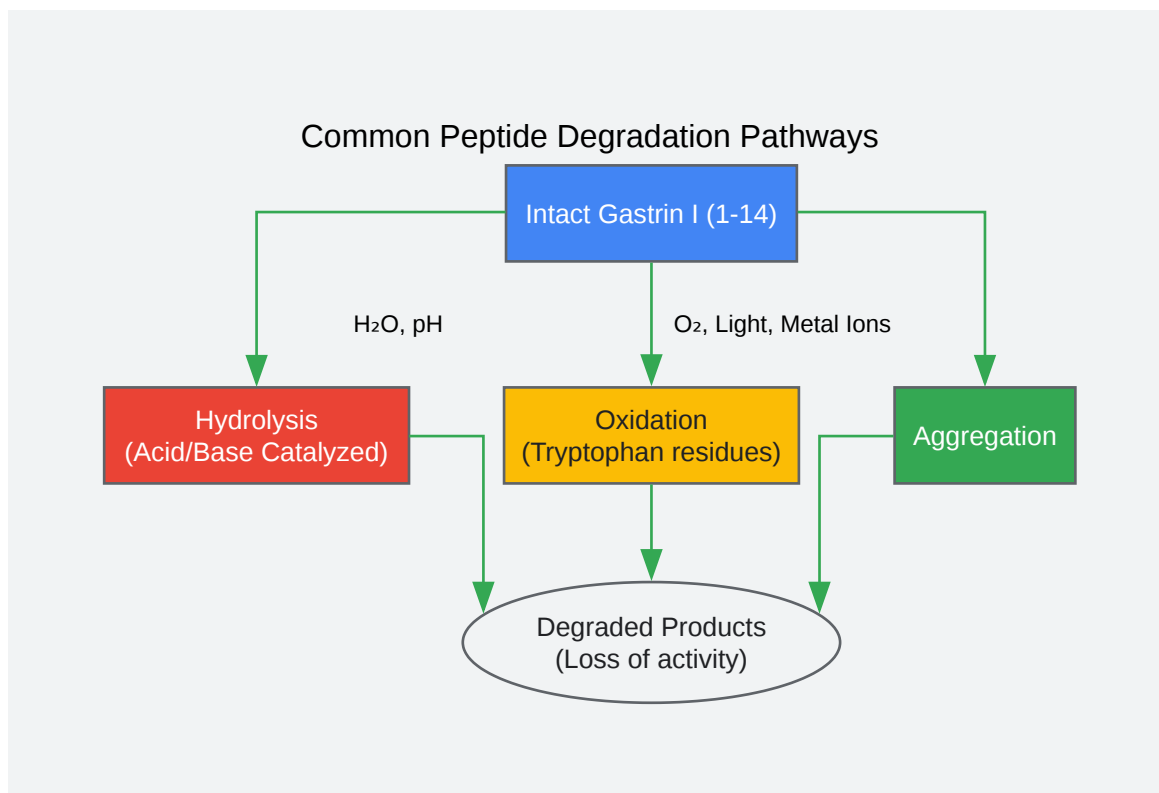 Common Peptide Degradation Pathways
Intact Gastrin I (1-14)
H₂O, pH
O₂, Light, Metal Ions
Hydrolysis
(Acid/Base Catalyzed)
Oxidation
(Tryptophan residues)
Aggregation
Degraded Products
(Loss of activity)